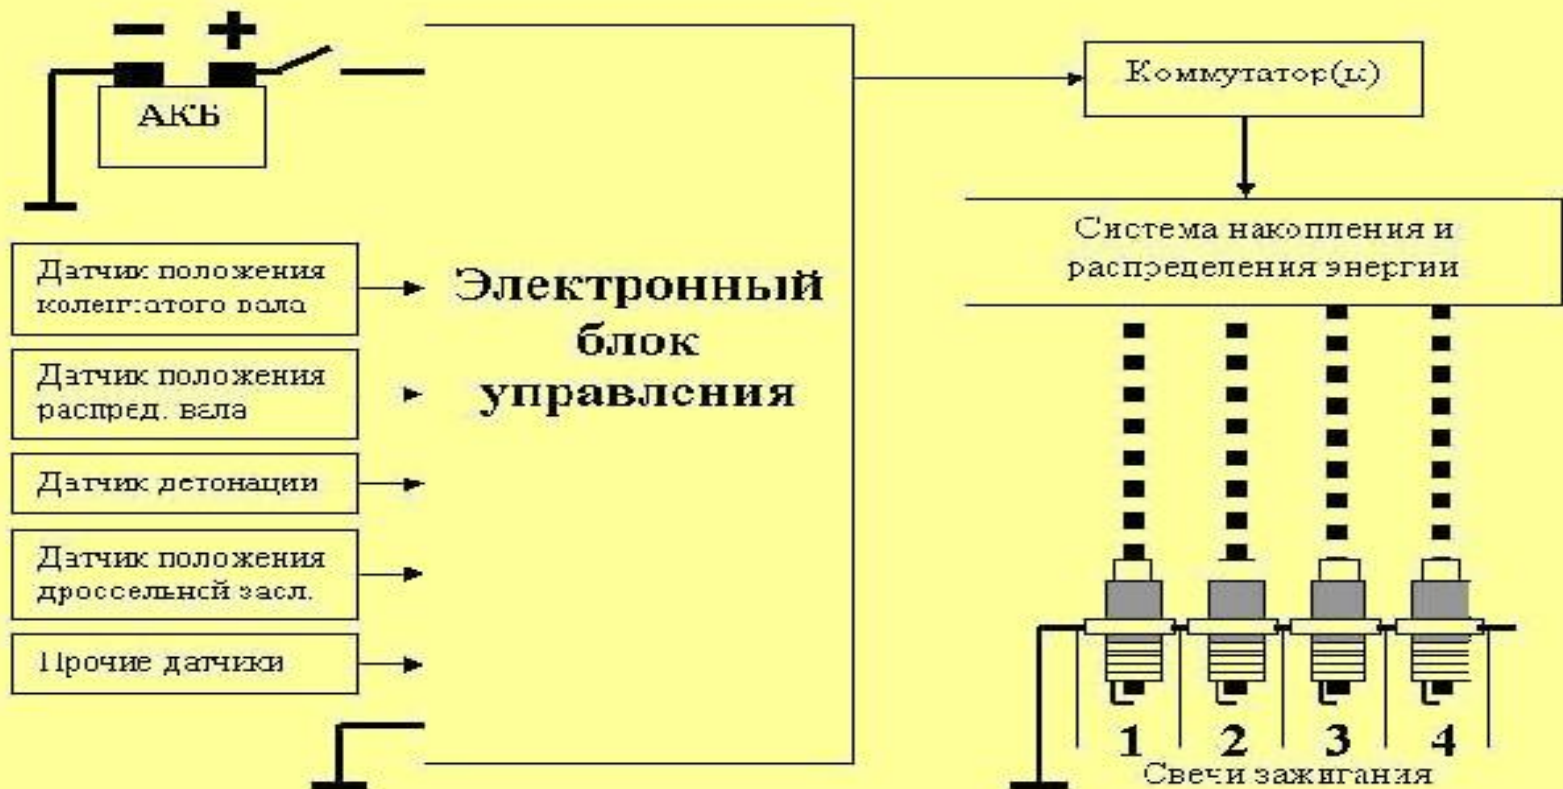 − +
АКБ
Коммутатор(ы)
Система накопления и
распределения энергии
Датчик положения
коленчатого вала
Датчик положения
распред. вала
Датчик детонации
Датчик положения
дроссельной засл.
Прочие датчики
Электронный
блок
управления
1 2 3 4
Свечи зажигания